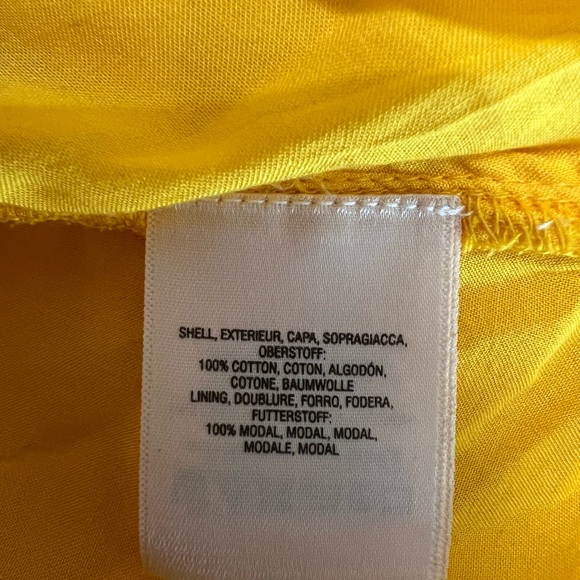 SHELL, EXTERIEUR, CAPA, SOPRAGIACCA,
OBERSTOFF:
100% COTTON, COTON, ALGODÓN,
COTONE, BAUMWOLLE
LINING, DOUBLURE, FORRO, FODERA,
FUTTERSTOFF:
100% MODAL, MODAL, MODAL,
MODALE, MODAL